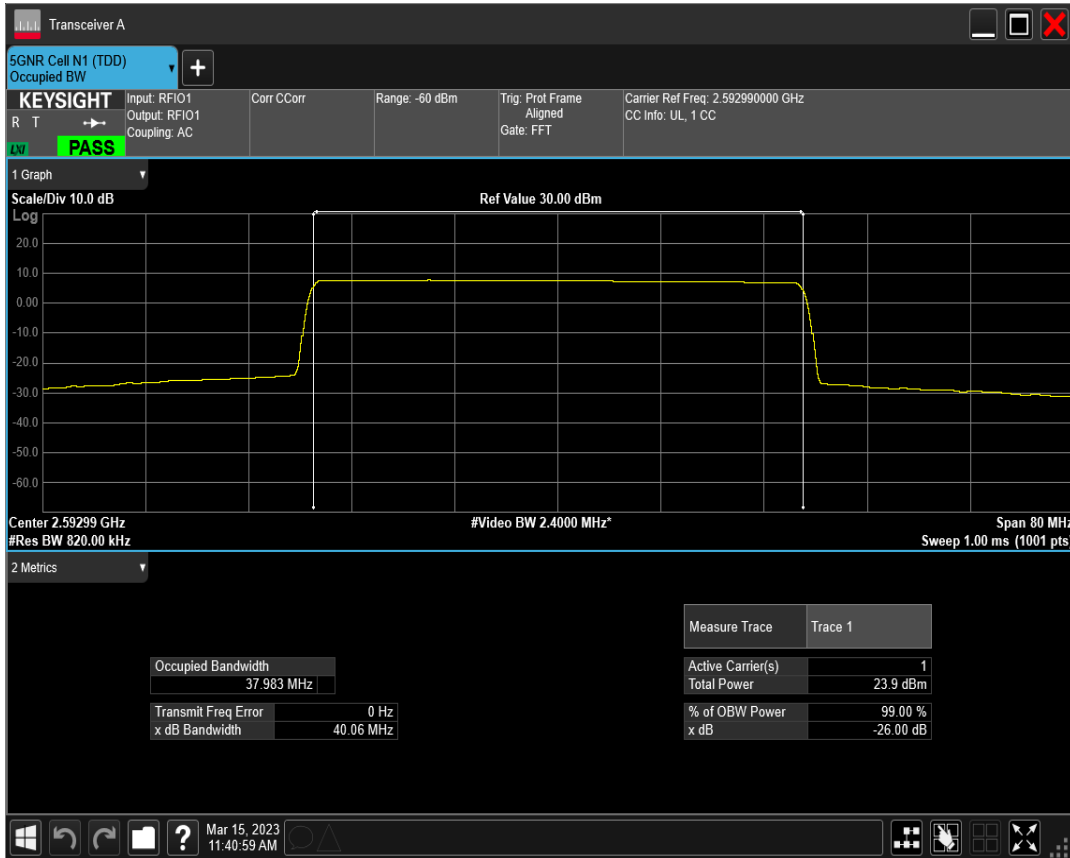 Transceiver A
5GNR Cell N1 (TDD)
Occupied BW
KEYSIGHT
R T
LXI
PASS
Input: RFIO1
Output: RFIO1
Coupling: AC
Corr CCorr
Range: -60 dBm
Trig: Prot Frame
Aligned
Gate: FFT
Carrier Ref Freq: 2.592990000 GHz
CC Info: UL, 1 CC
1 Graph
Scale/Div 10.0 dB
Ref Value 30.00 dBm
Log
20.0
10.0
0.00
-10.0
-20.0
-30.0
-40.0
-50.0
-60.0
Center 2.59299 GHz
#Video BW 2.4000 MHz*
Span 80 MHz
#Res BW 820.00 kHz
Sweep 1.00 ms (1001 pts)
2 Metrics
Measure Trace Trace 1
Occupied Bandwidth
37.983 MHz
Active Carrier(s) 1
Total Power 23.9 dBm
Transmit Freq Error 0 Hz
x dB Bandwidth 40.06 MHz
% of OBW Power 99.00 %
x dB -26.00 dB
Mar 15, 2023
11:40:59 AM